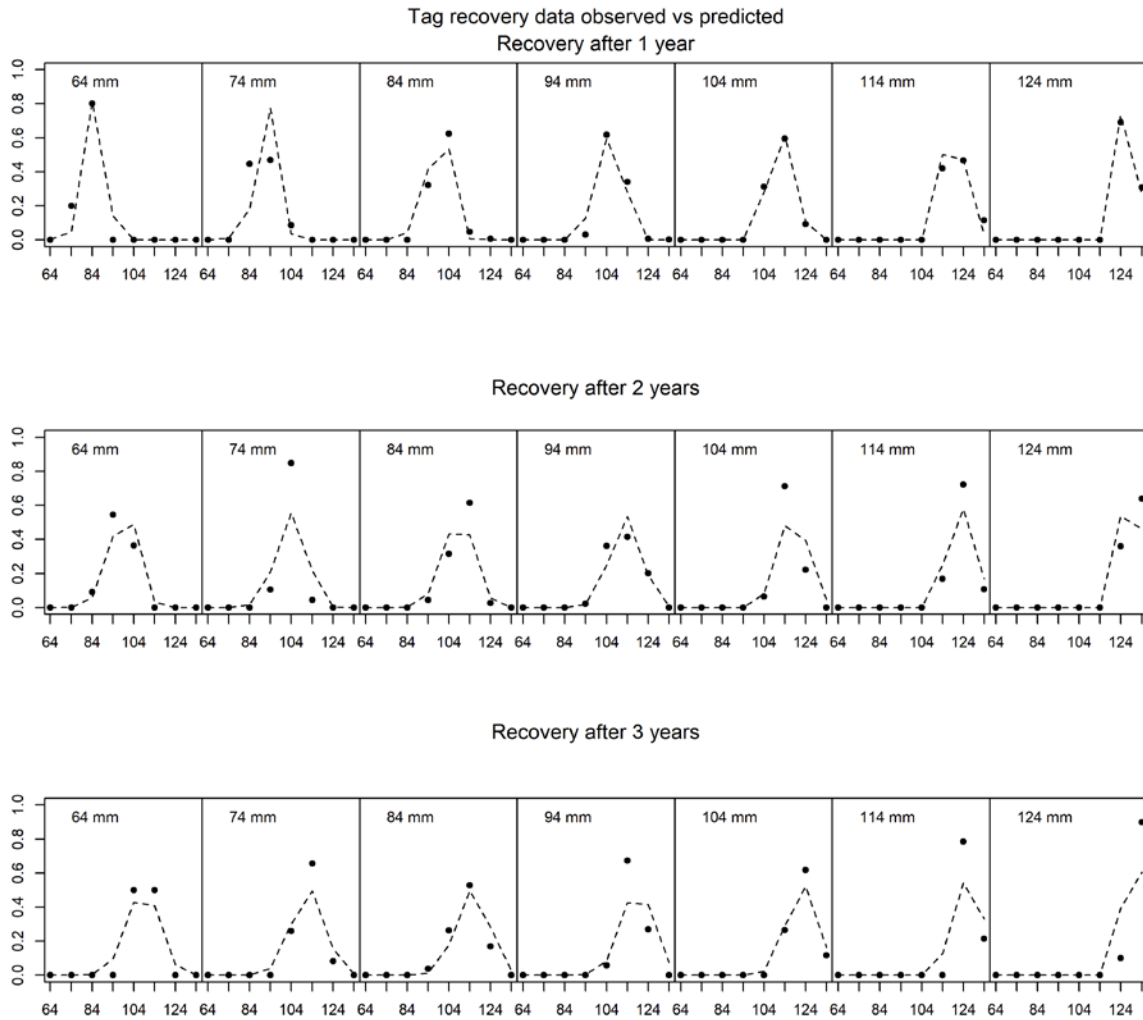 Tag recovery data observed vs predicted
Recovery after 1 year
1.0
0.8
0.6
0.4
0.2
0.0
64 mm 74 mm 84 mm 94 mm 104 mm 114 mm 124 mm
64 84 104 124 64 84 104 124 64 84 104 124 64 84 104 124 64 84 104 124 64 84 104 124 64 84 104 124
Recovery after 2 years
1.0
0.8
0.6
0.4
0.2
0.0
64 mm 74 mm 84 mm 94 mm 104 mm 114 mm 124 mm
64 84 104 124 64 84 104 124 64 84 104 124 64 84 104 124 64 84 104 124 64 84 104 124 64 84 104 124
Recovery after 3 years
1.0
0.8
0.6
0.4
0.2
0.0
64 mm 74 mm 84 mm 94 mm 104 mm 114 mm 124 mm
64 84 104 124 64 84 104 124 64 84 104 124 64 84 104 124 64 84 104 124 64 84 104 124 64 84 104 124